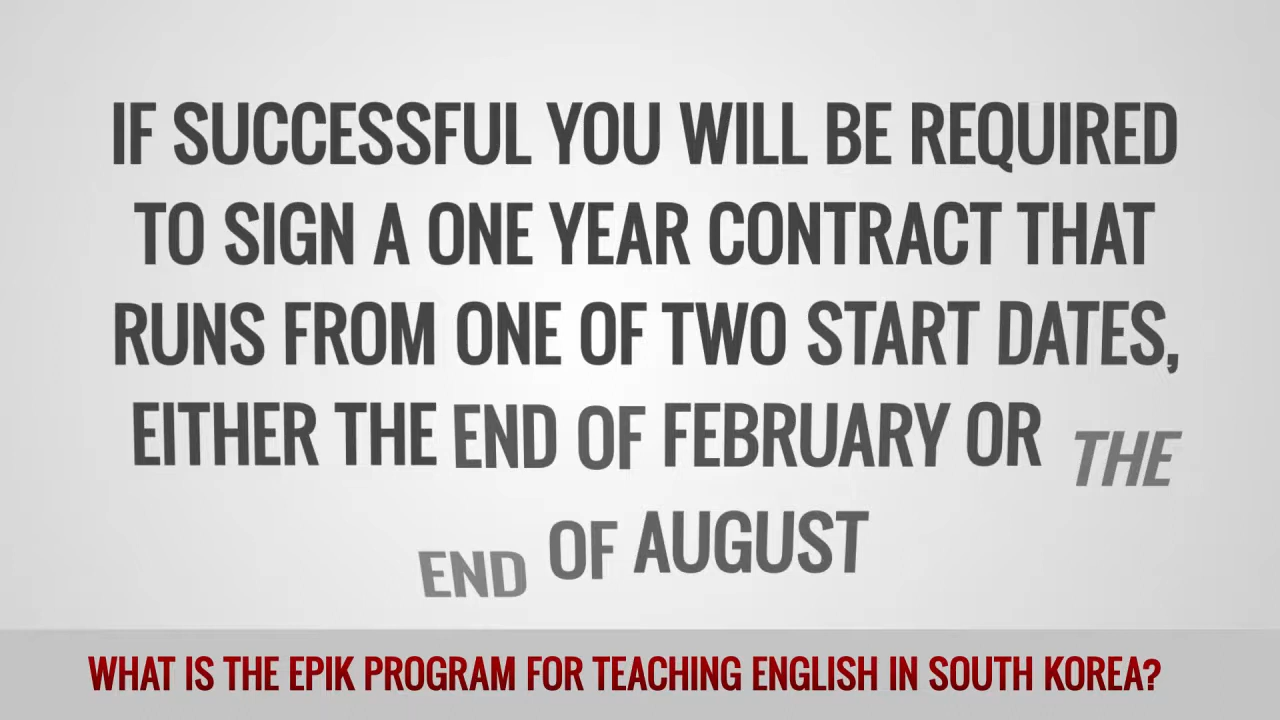 IF SUCCESSFUL YOU WILL BE REQUIRED
TO SIGN A ONE YEAR CONTRACT THAT
RUNS FROM ONE OF TWO START DATES,
EITHER THE END OF FEBRUARY OR THE
END OF AUGUST
WHAT IS THE EPIK PROGRAM FOR TEACHING ENGLISH IN SOUTH KOREA?